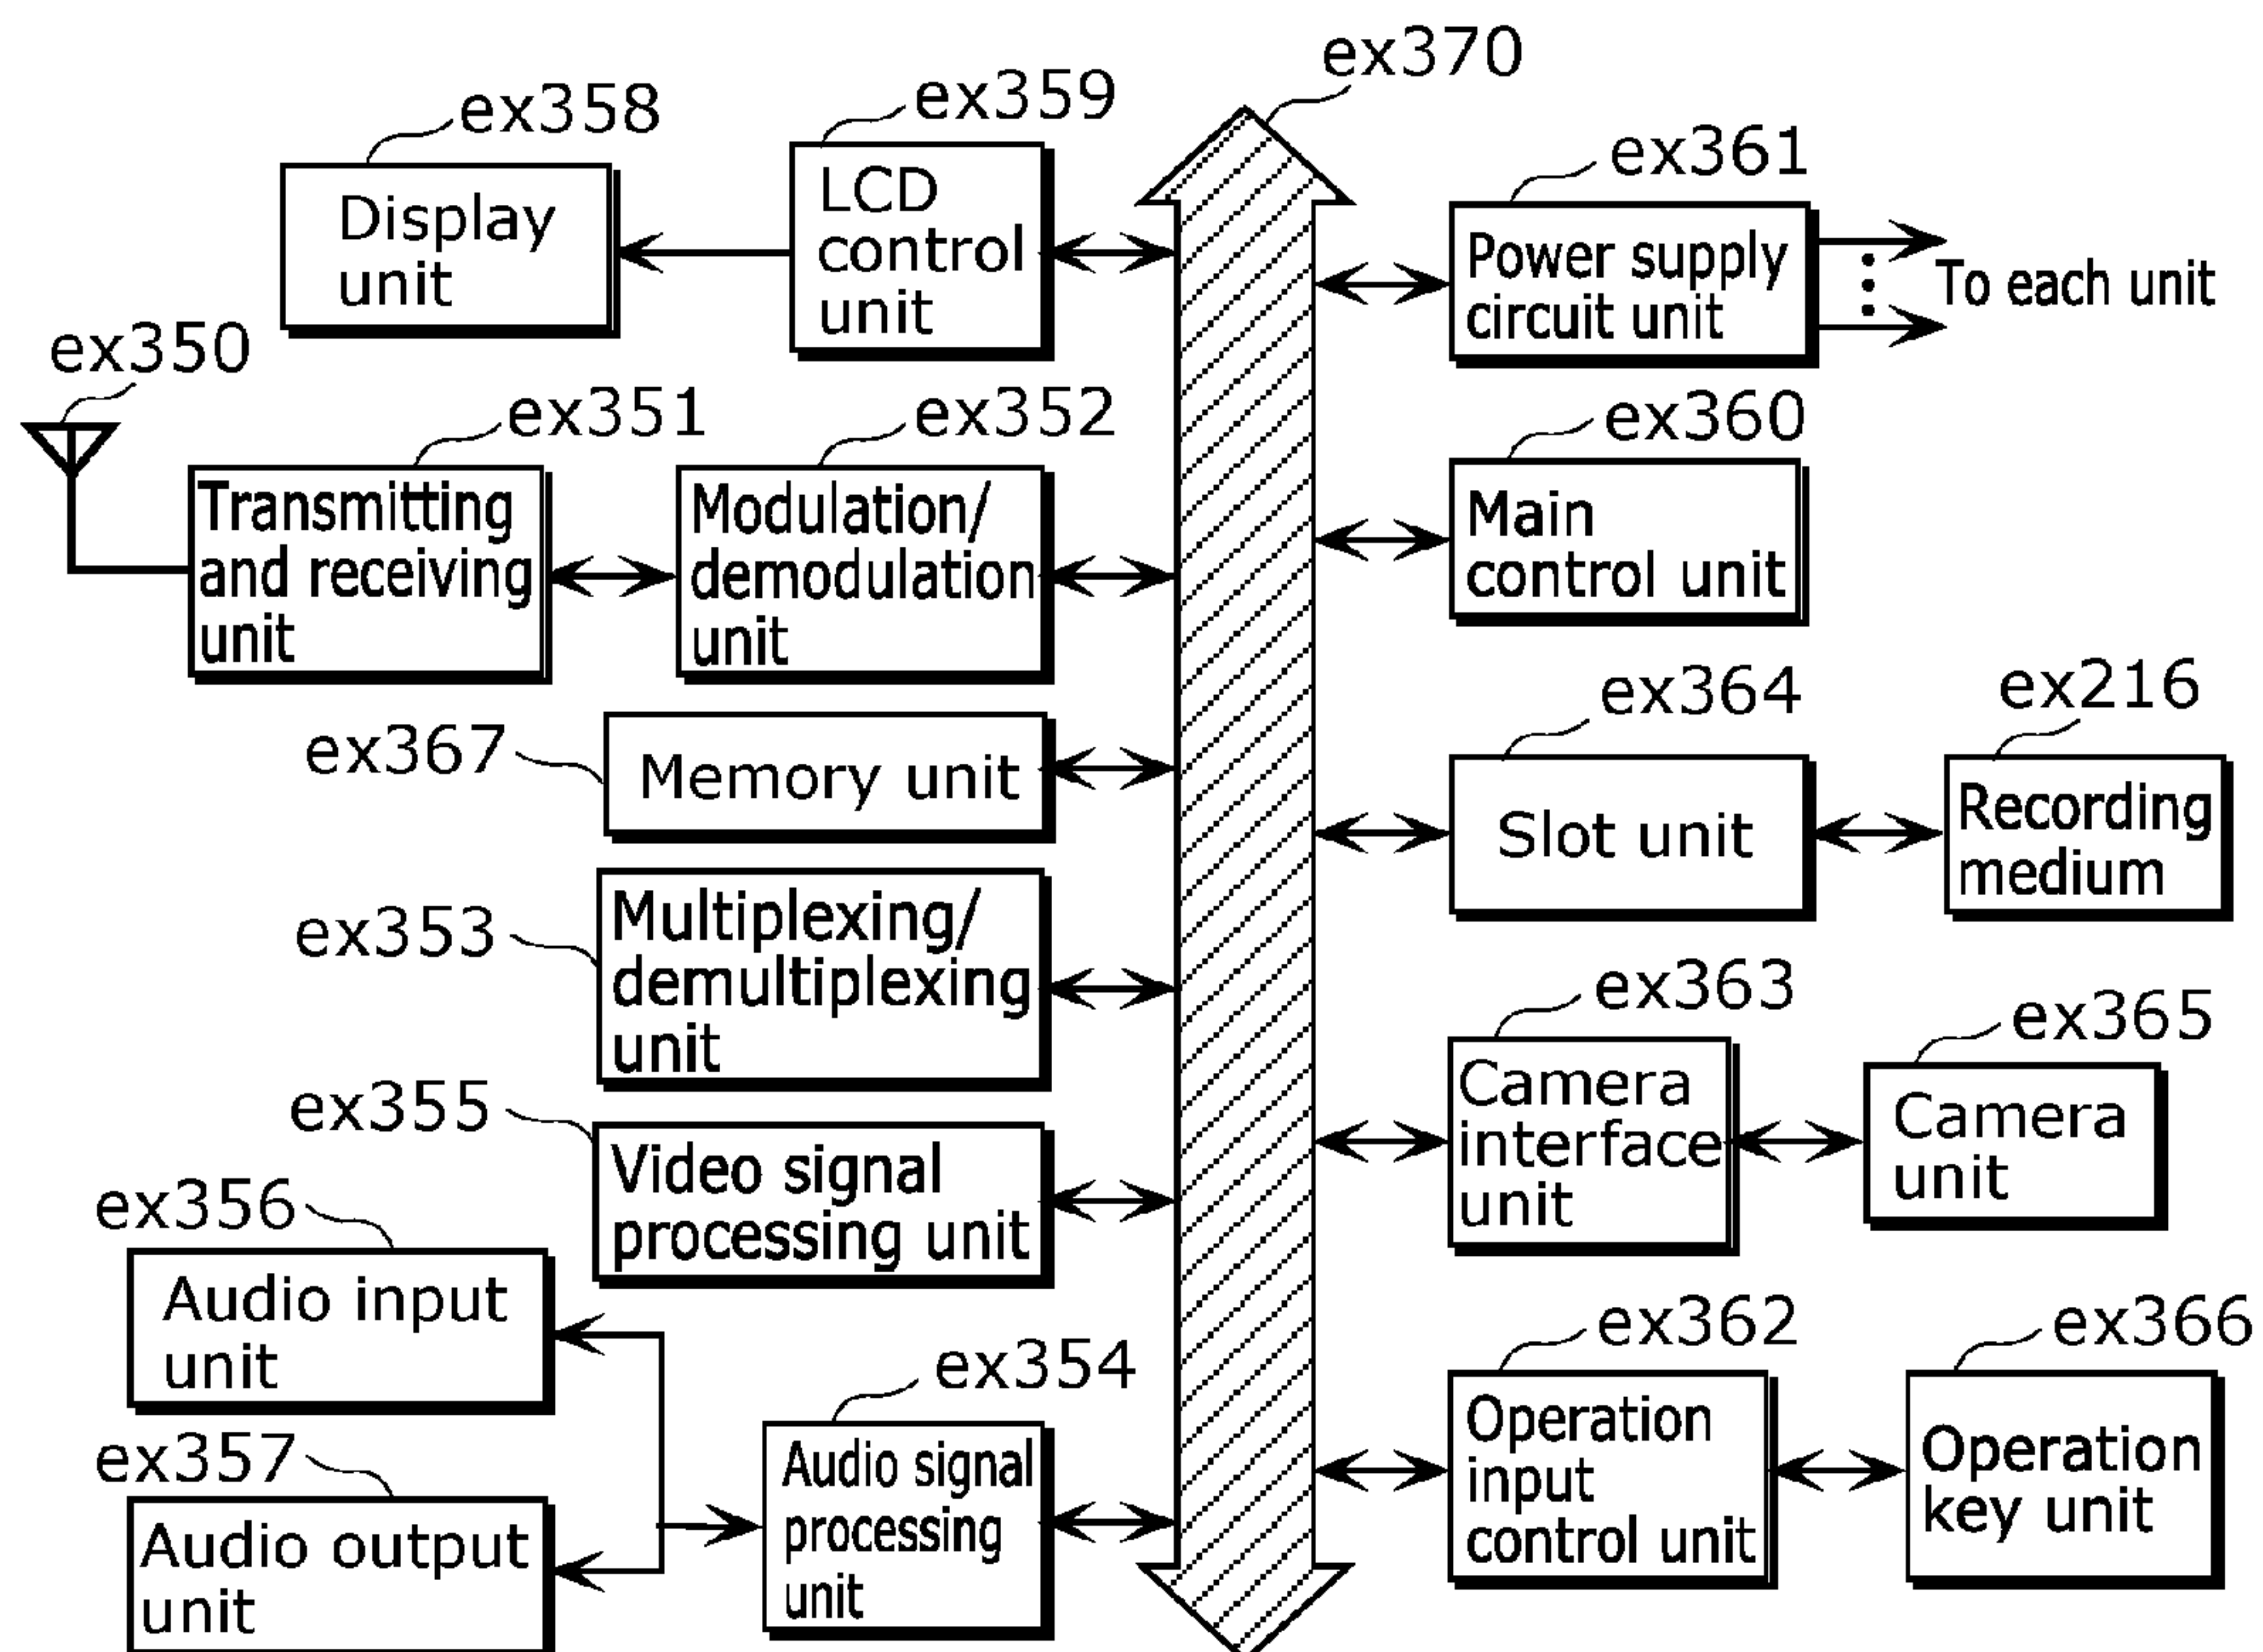 ex370
ex358
ex359
ex361
Display
unit
LCD
control
unit
Power supply
circuit unit
To each unit
ex350
ex351
ex352
ex360
Transmitting
and receiving
unit
Modulation/
demodulation
unit
Main
control unit
ex367
Memory unit
ex364
ex216
Slot unit
Recording
medium
ex353
Multiplexing/
demultiplexing
unit
ex363
ex365
Camera
interface
unit
Camera
unit
ex355
Video signal
processing unit
ex356
Audio input
unit
ex357
Audio output
unit
ex354
Audio signal
processing
unit
ex362
ex366
Operation
input
control unit
Operation
key unit